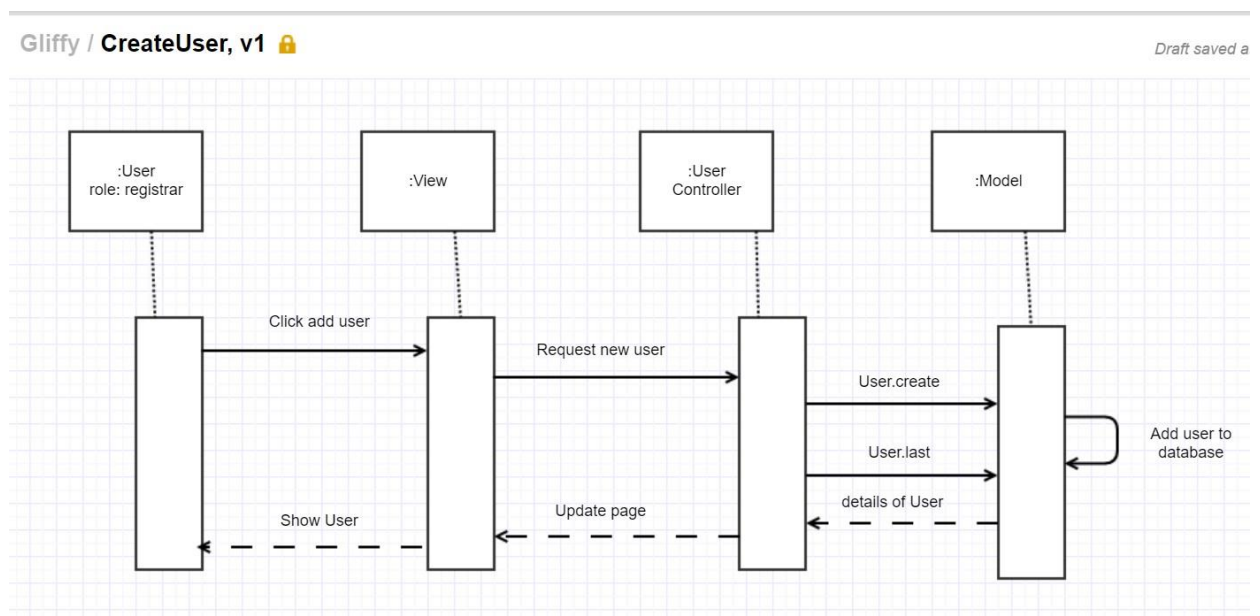 Gliffy / CreateUser, v1
Draft saved a
:User
role: registrar
:View
:User
Controller
:Model
Click add user
Request new user
User.create
Add user to
database
User.last
details of User
Update page
Show User